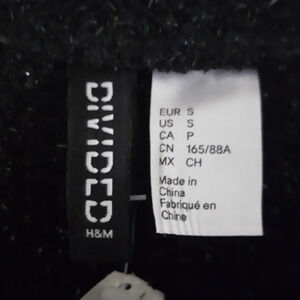 DIVIDED
H&M
EUR S
US S
CA P
CN 165/88A
MX CH
Made in
China
Fabriqué en
Chine